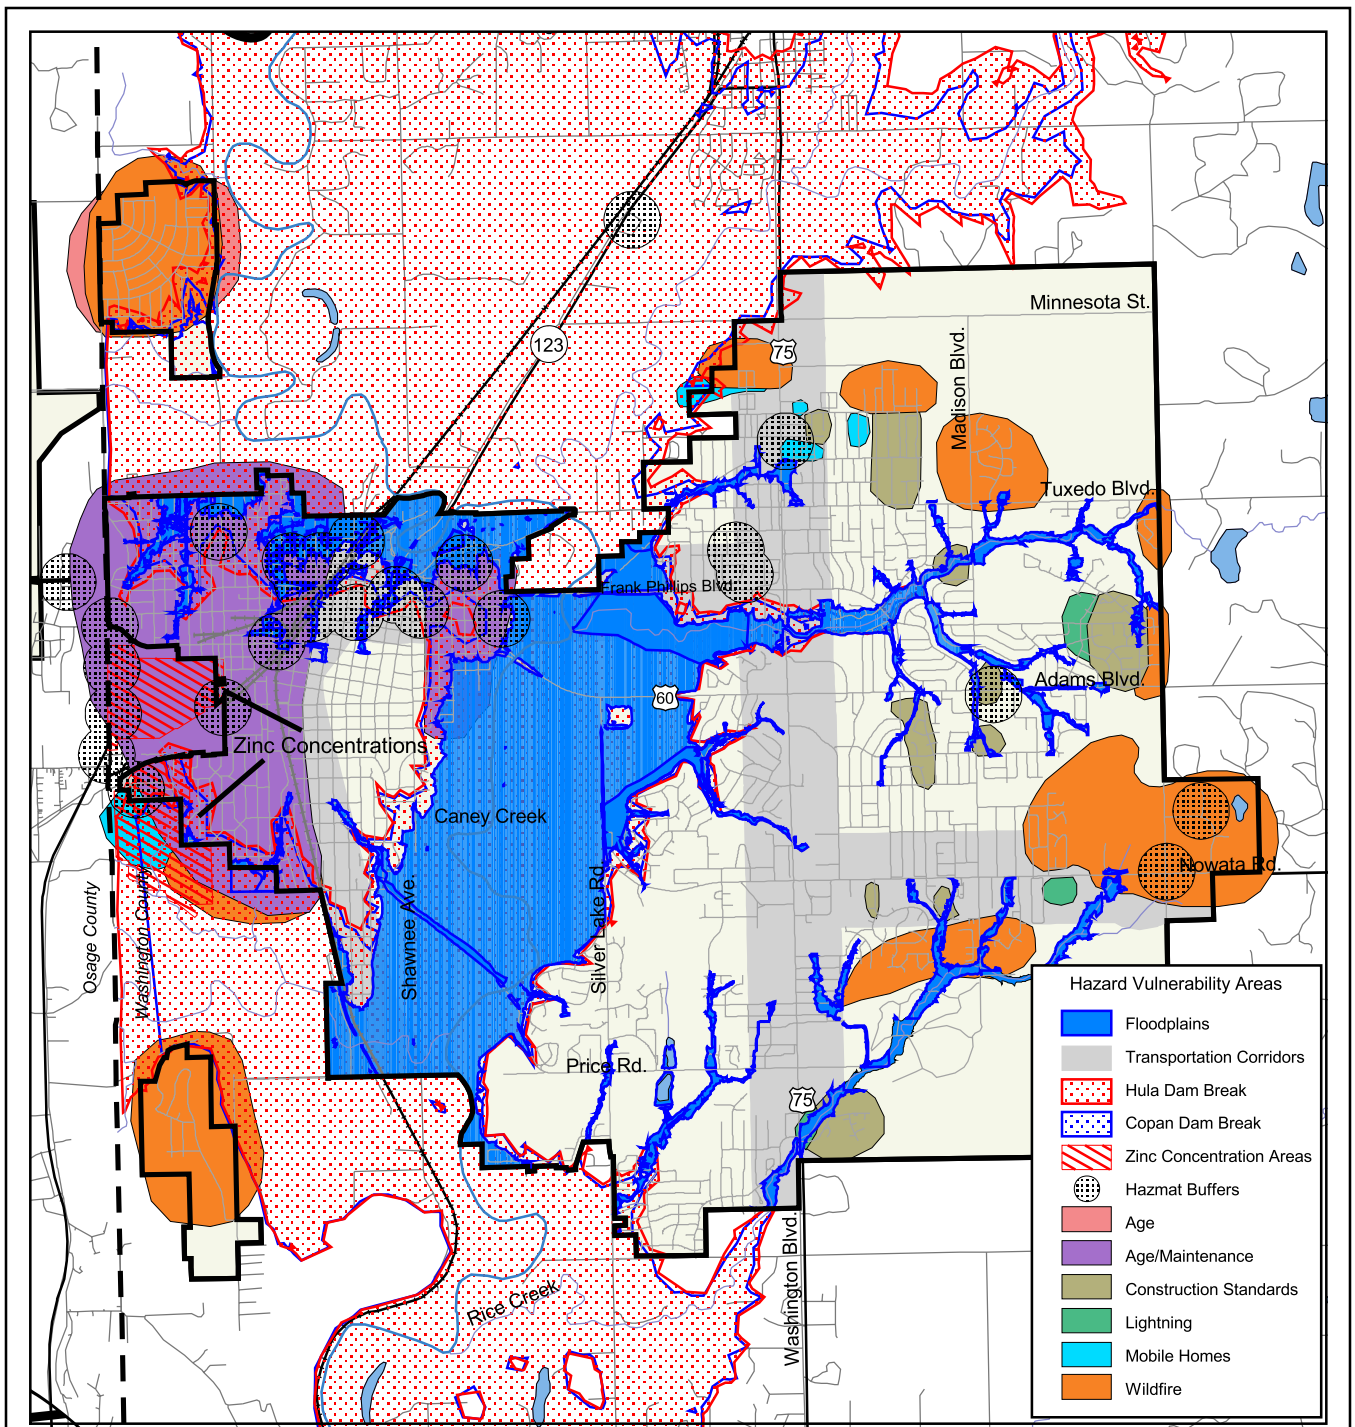 Minnesota St.
75
123
Madison Blvd.
Tuxedo Blvd.
Frank Phillips Blvd.
Adams Blvd.
60
Zinc Concentrations
Caney Creek
Nowata Rd.
Osage County
Washington County
Shawnee Ave.
Silver Lake Rd.
Price Rd.
75
Rice Creek
Washington Blvd.
Hazard Vulnerability Areas
Floodplains
Transportation Corridors
Hula Dam Break
Copan Dam Break
Zinc Concentration Areas
Hazmat Buffers
Age
Age/Maintenance
Construction Standards
Lightning
Mobile Homes
Wildfire